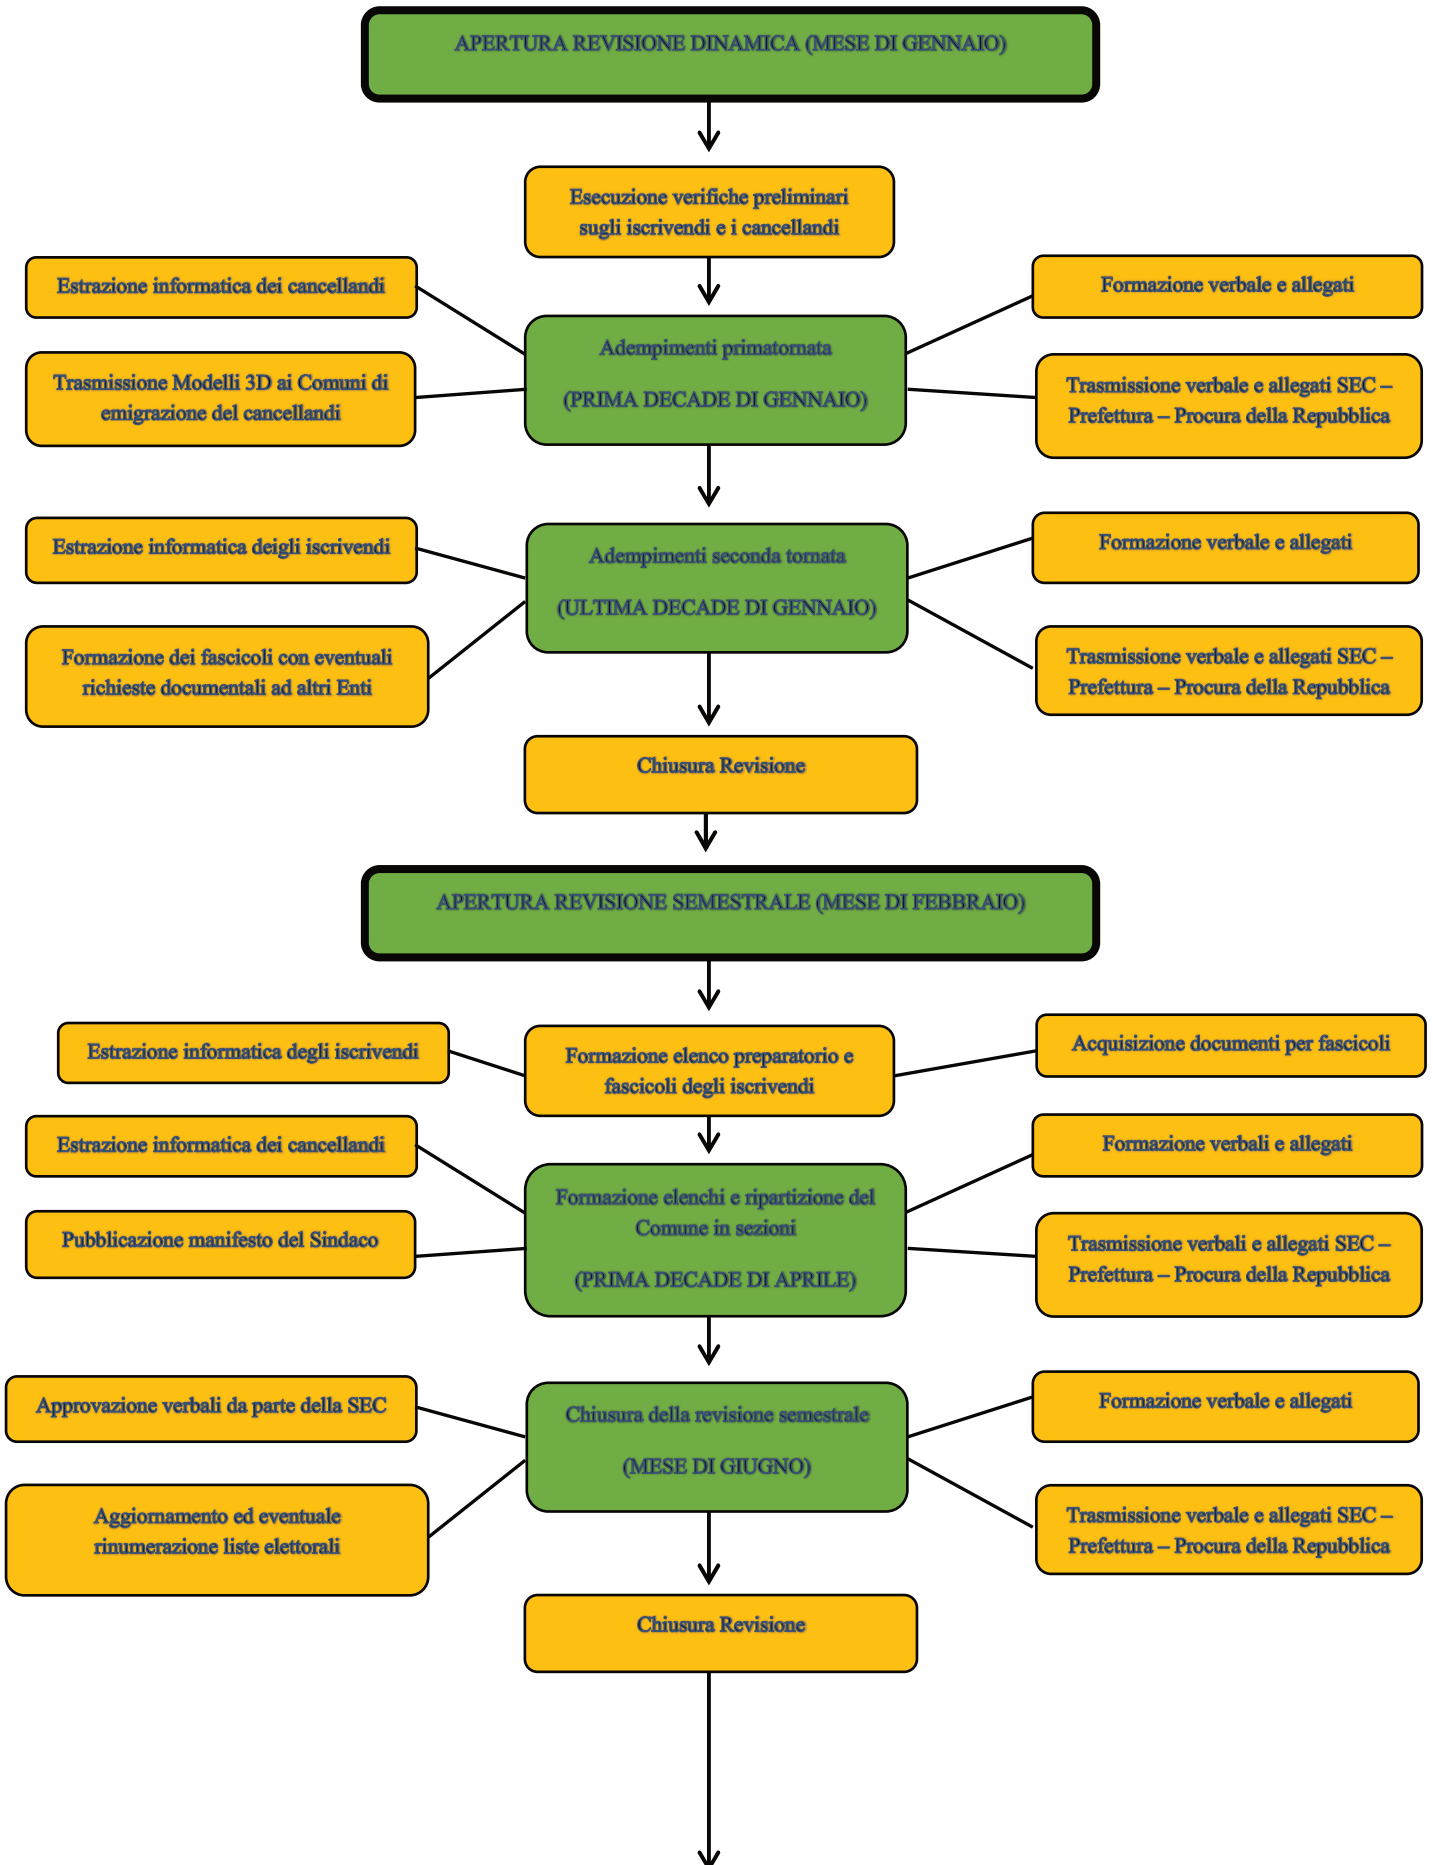 APERTURA REVISIONE DINAMICA (MESE DI GENNAIO)
Esecuzione verifiche preliminari
sugli iscrivendi e i cancellandi
Estrazione informatica dei cancellandi
Formazione verbale e allegati
Adempimenti primatornata
(PRIMA DECADE DI GENNAIO)
Trasmissione Modelli 3D ai Comuni di
emigrazione del cancellandi
Trasmissione verbale e allegati SEC –
Prefettura – Procura della Repubblica
Estrazione informatica deigli iscrivendi
Formazione verbale e allegati
Adempimenti seconda tornata
(ULTIMA DECADE DI GENNAIO)
Formazione dei fascicoli con eventuali
richieste documentali ad altri Enti
Trasmissione verbale e allegati SEC –
Prefettura – Procura della Repubblica
Chiusura Revisione
APERTURA REVISIONE SEMESTRALE (MESE DI FEBBRAIO)
Estrazione informatica degli iscrivendi
Formazione elenco preparatorio e
fascicoli degli iscrivendi
Acquisizione documenti per fascicoli
Estrazione informatica dei cancellandi
Formazione verbali e allegati
Formazione elenchi e ripartizione del
Comune in sezioni
(PRIMA DECADE DI APRILE)
Pubblicazione manifesto del Sindaco
Trasmissione verbali e allegati SEC –
Prefettura – Procura della Repubblica
Approvazione verbali da parte della SEC
Formazione verbale e allegati
Chiusura della revisione semestrale
(MESE DI GIUGNO)
Aggiornamento ed eventuale
rinumerazione liste elettorali
Trasmissione verbale e allegati SEC –
Prefettura – Procura della Repubblica
Chiusura Revisione